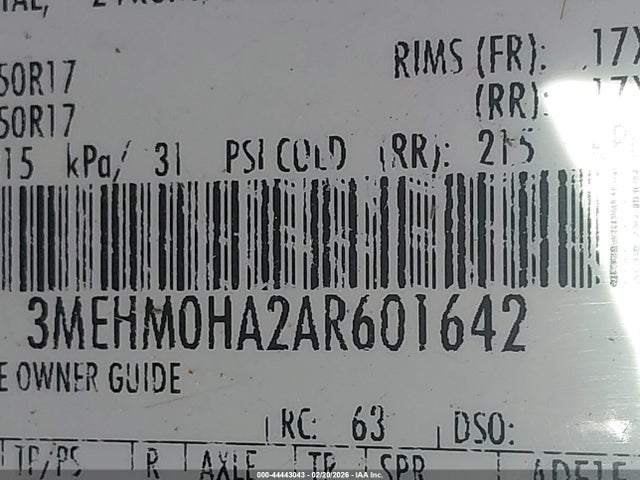 RIMS (FR): 17X
50R17 (RR): 17X
50R17
15 kPa/ 31 PSI COLD (RR): 215
3MEHM0HA2AR601642
E OWNER GUIDE
RC: 63 DSO:
TP/PS R AXLE TR SPR
000-44443043 - 02/20/2026 - IAA Inc.